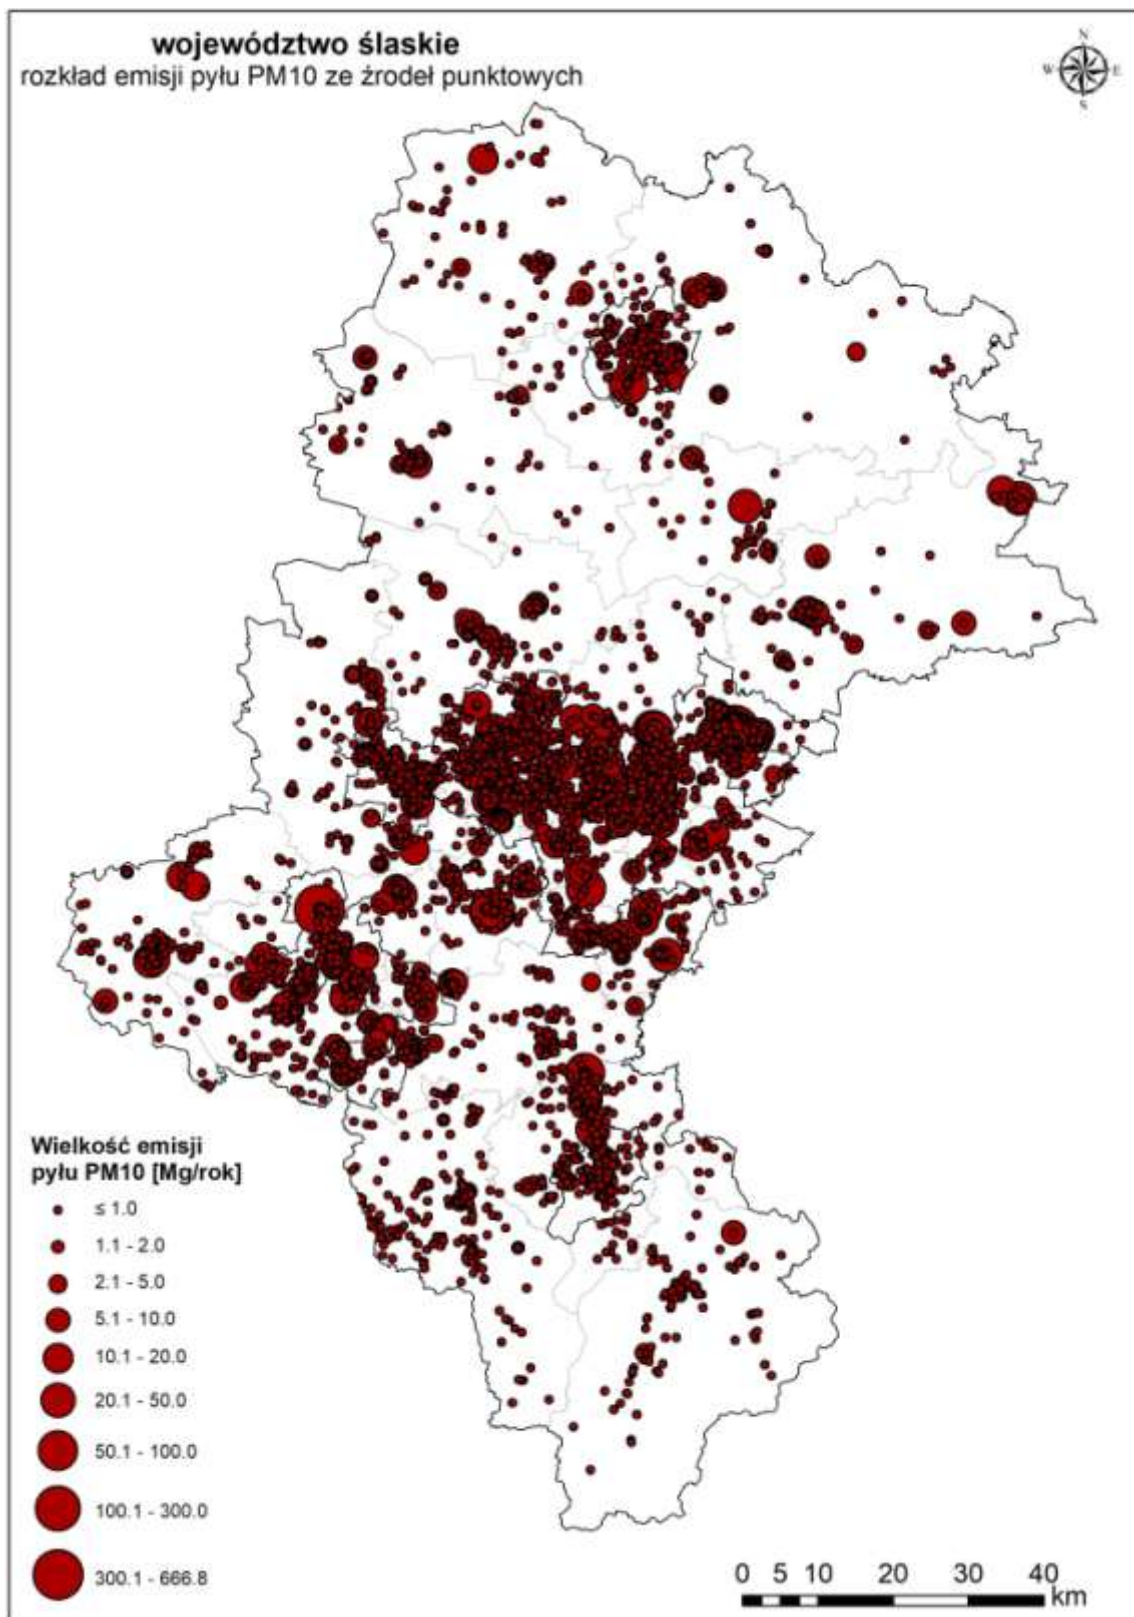 województwo ślaskie
rozkład emisji pyłu PM10 ze źrodeł punktowych
N
W E
S
Wielkość emisji
pyłu PM10 [Mg/rok]
≤ 1.0
1.1 - 2.0
2.1 - 5.0
5.1 - 10.0
10.1 - 20.0
20.1 - 50.0
50.1 - 100.0
100.1 - 300.0
300.1 - 666.8
0 5 10 20 30 40
km